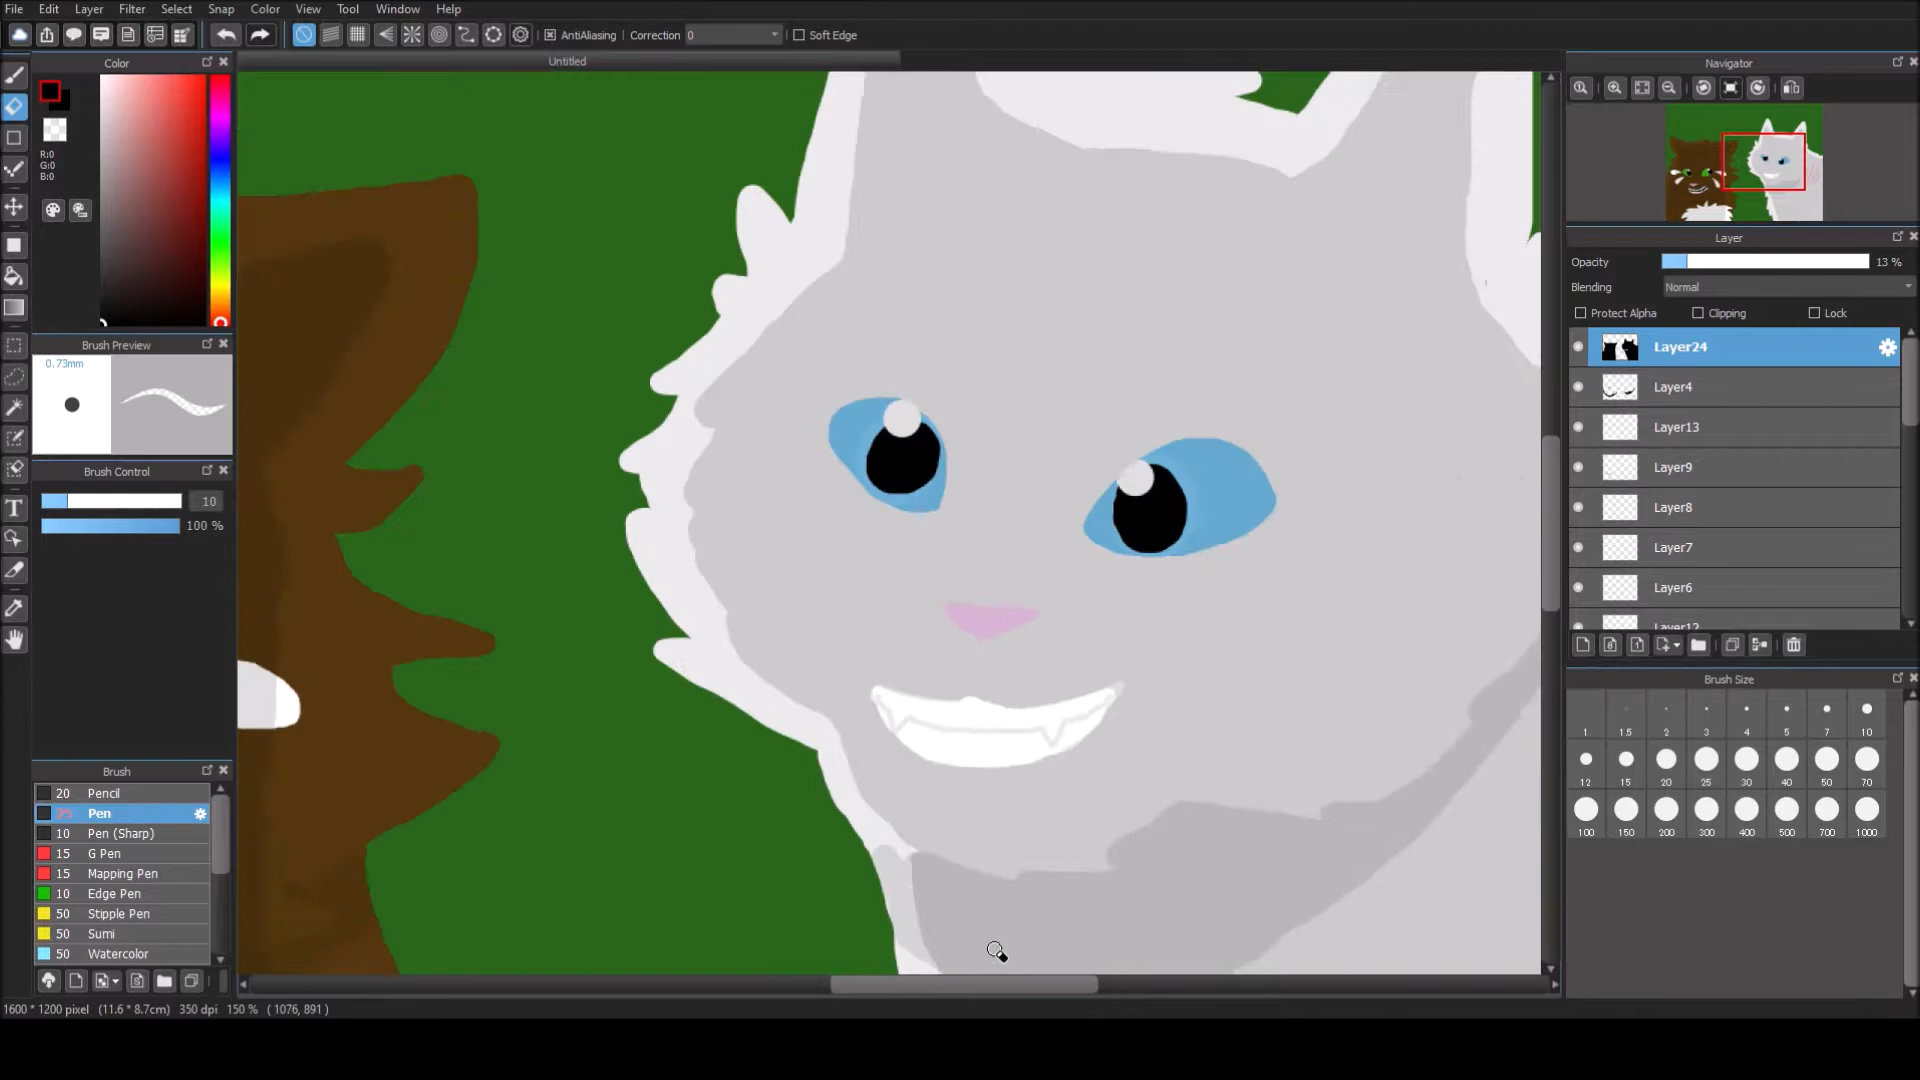 File Edit Layer Filter Select Snap Color View Tool Window Help
AntiAliasing Correction 0 Soft Edge
Color
R:0
G:0
B:0
Brush Preview
0.73mm
Brush Control
10
100 %
Brush
20 Pencil
Pen
10 Pen (Sharp)
15 G Pen
15 Mapping Pen
10 Edge Pen
50 Stipple Pen
50 Sumi
50 Watercolor
1600 * 1200 pixel (11.6 * 8.7cm) 350 dpi 150 % ( 1076, 891 )
Untitled
Navigator
Layer
Opacity 13 %
Blending Normal
Protect Alpha Clipping Lock
Layer24
Layer4
Layer13
Layer9
Layer8
Layer7
Layer6
Layer12
Brush Size
1 1.5 2 3 4 5 7 10
12 15 20 25 30 40 50 70
100 150 200 300 400 500 700 1000